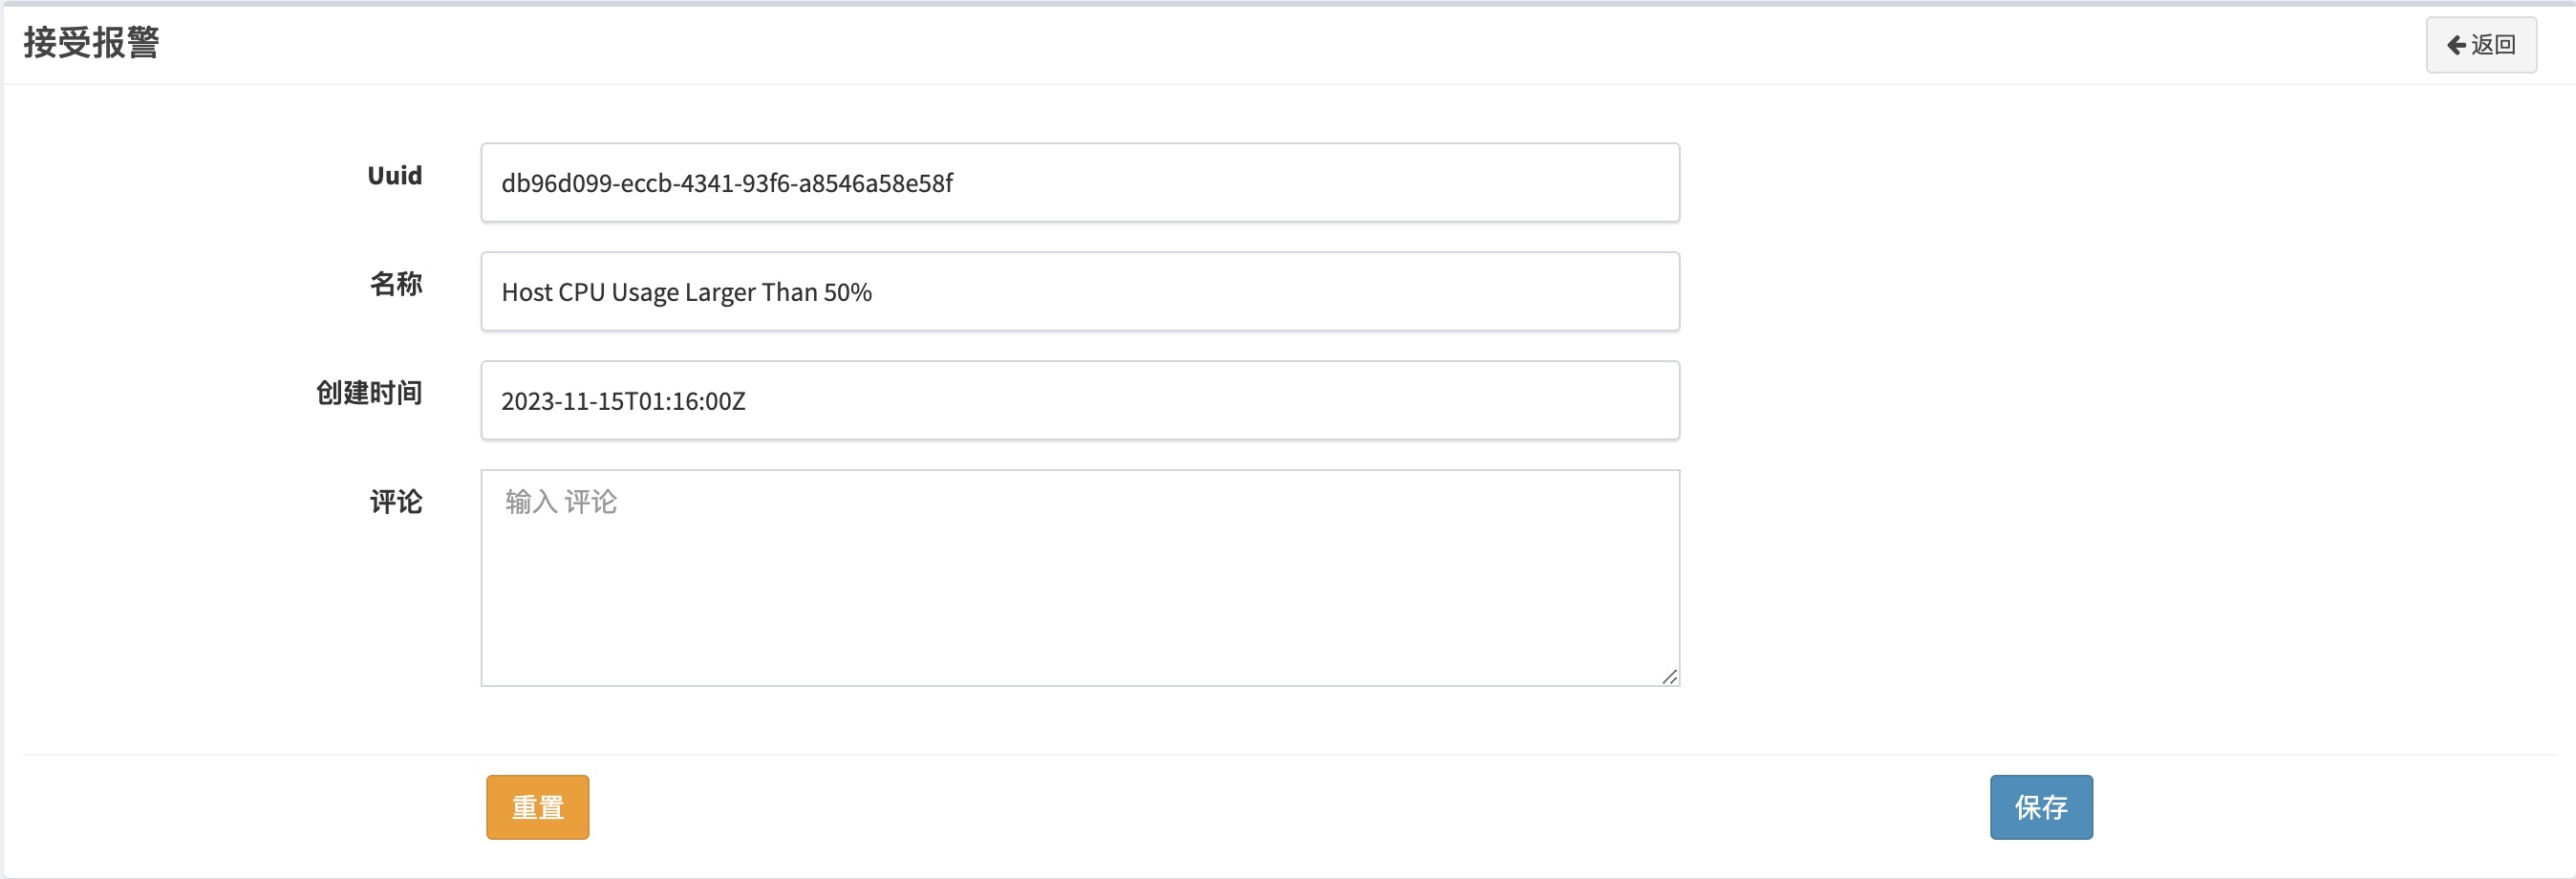 接受报警
返回
Uuid
db96d099-eccb-4341-93f6-a8546a58e58f
名称
Host CPU Usage Larger Than 50%
创建时间
2023-11-15T01:16:00Z
评论
输入 评论
重置
保存